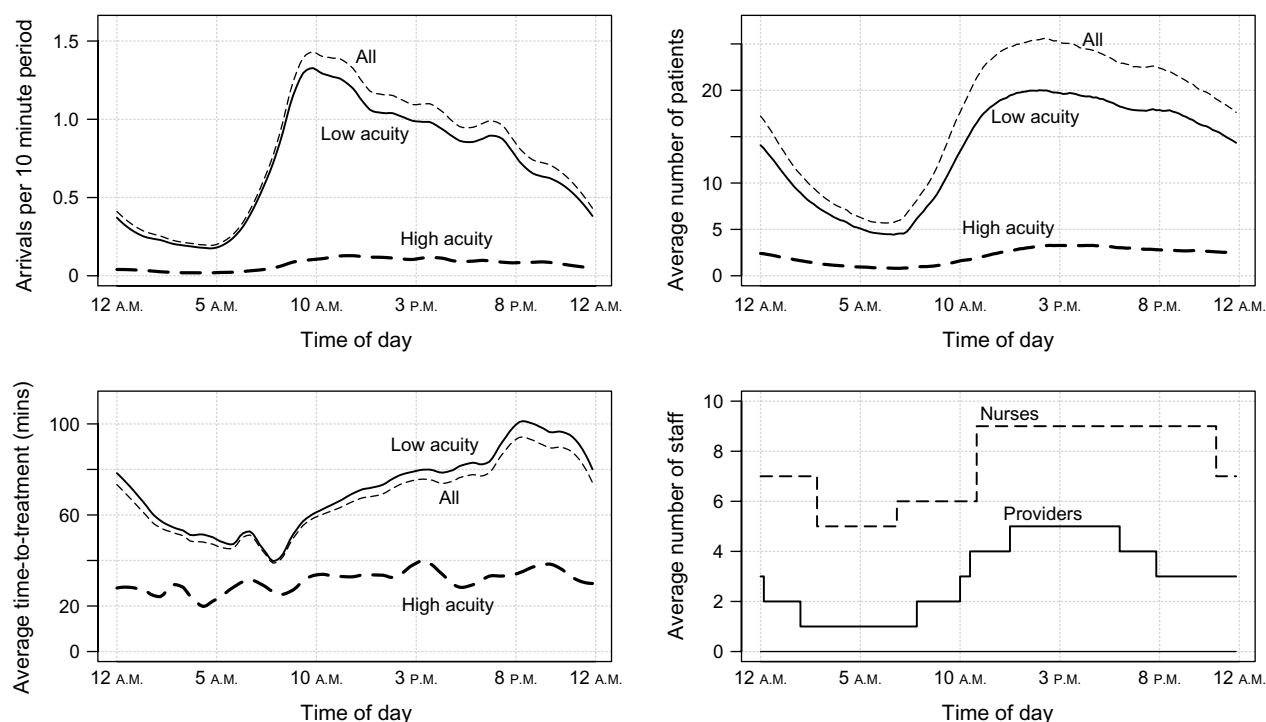 Arrivals per 10 minute period
1.5
1.0
0.5
0
All
Low acuity
High acuity
12 A.M. 5 A.M. 10 A.M. 3 P.M. 8 P.M. 12 A.M.
Time of day
Average number of patients
20
10
5
0
All
Low acuity
High acuity
12 A.M. 5 A.M. 10 A.M. 3 P.M. 8 P.M. 12 A.M.
Time of day
Average time-to-treatment (mins)
100
60
20
0
Low acuity
All
High acuity
12 A.M. 5 A.M. 10 A.M. 3 P.M. 8 P.M. 12 A.M.
Time of day
Average number of staff
10
8
6
4
2
0
Nurses
Providers
12 A.M. 5 A.M. 10 A.M. 3 P.M. 8 P.M. 12 A.M.
Time of day